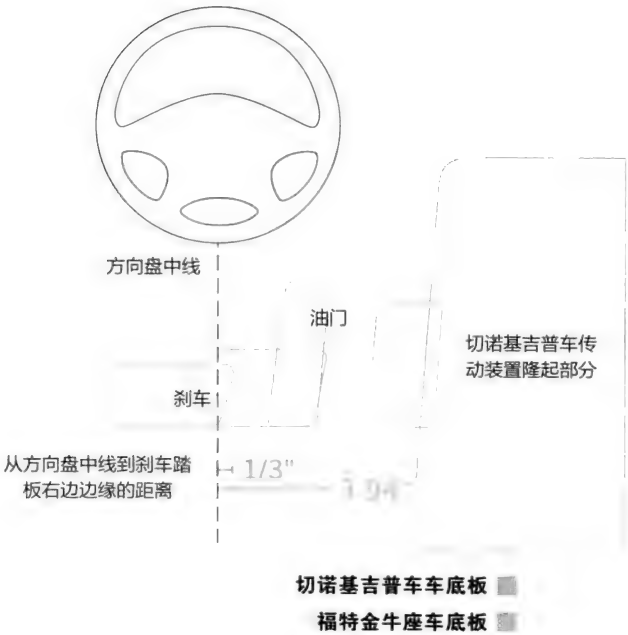 方向盘中线
油门
切诺基吉普车传
动装置隆起部分
刹车
从方向盘中线到刹车踏
板右边边缘的距离
1/3"
切诺基吉普车车底板
福特金牛座车底板